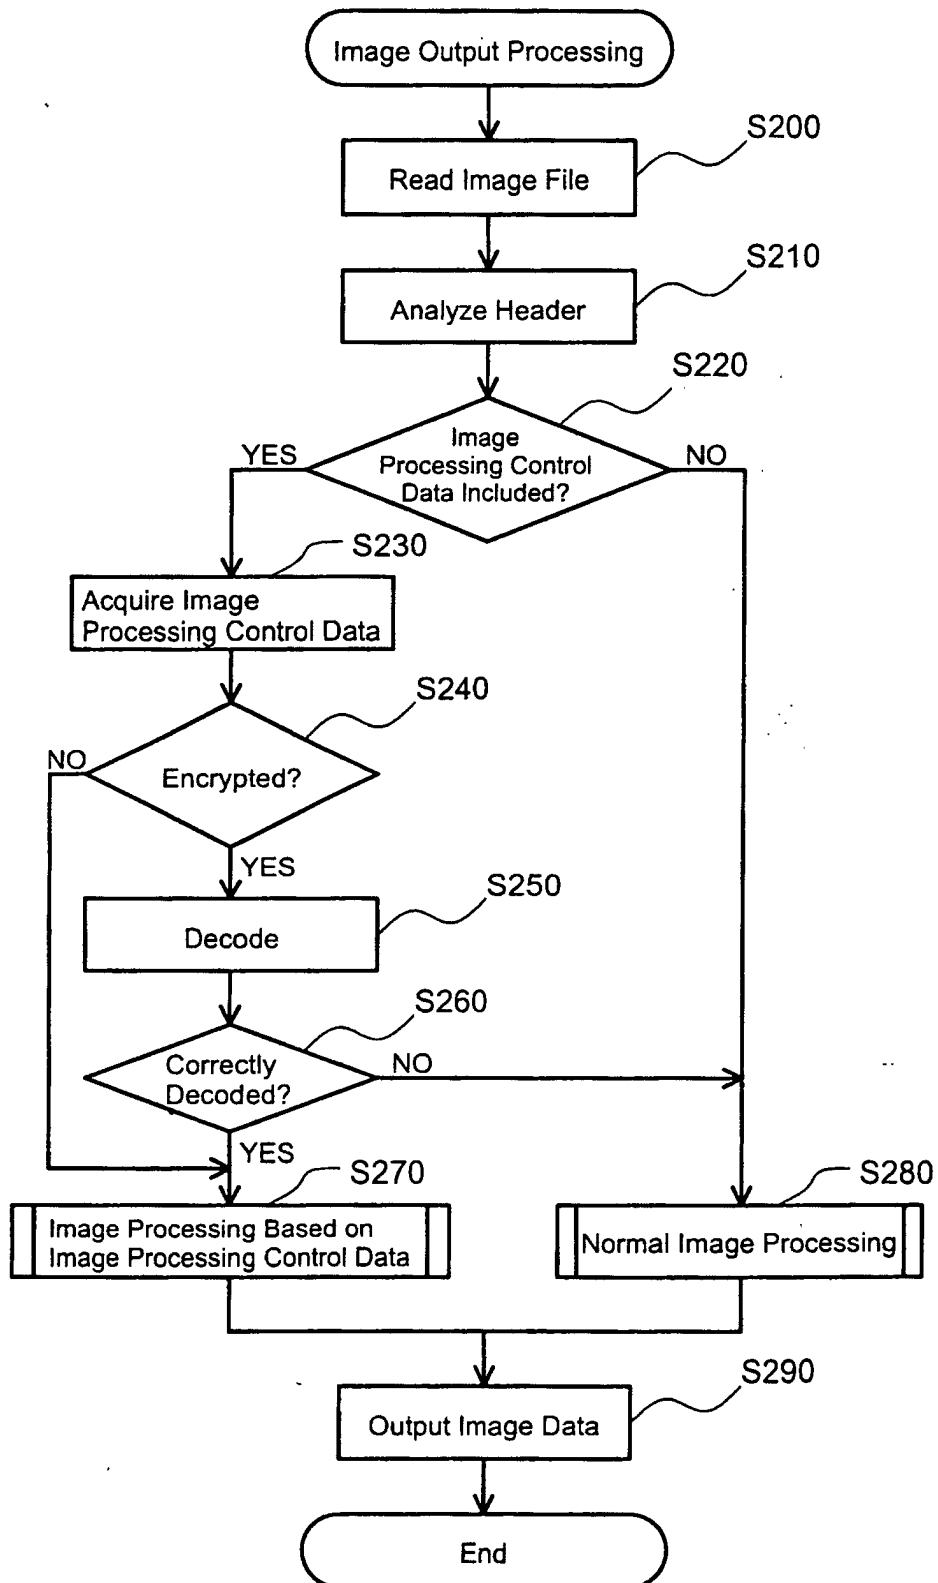 Image Output Processing
S200
Read Image File
S210
Analyze Header
S220
Image
Processing Control
Data Included?
YES
NO
S230
Acquire Image
Processing Control Data
S240
NO
Encrypted?
YES
S250
Decode
S260
Correctly
Decoded?
NO
YES
S270
S280
Image Processing Based on
Image Processing Control Data
Normal Image Processing
S290
Output Image Data
End